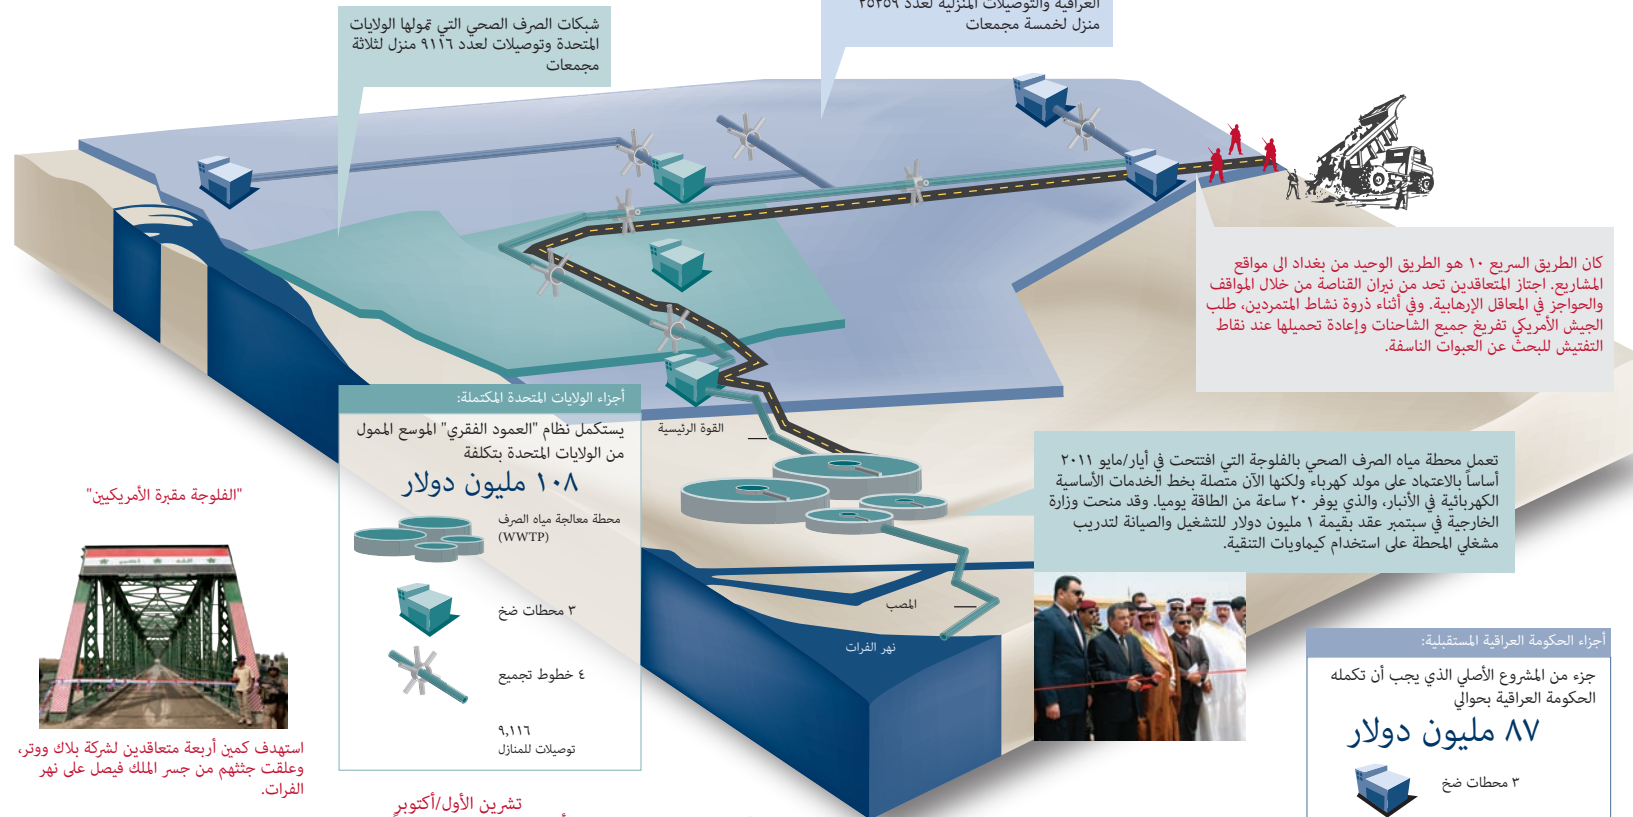 العراقية والتوصيلات المنزلية لعدد ٢٥٢٥٩
منزل لخمسة مجمعات
شبكات الصرف الصحي التي تمولها الولايات
المتحدة وتوصيلات لعدد ٩١١٦ منزل لثلاثة
مجمعات
كان الطريق السريع ١٠ هو الطريق الوحيد من بغداد الى مواقع
المشاريع. اجتاز المتعاقدين تحد من نيران القناصة من خلال المواقف
والحواجز في المعاقل الإرهابية. وفي أثناء ذروة نشاط المتمردين، طلب
الجيش الأمريكي تفريغ جميع الشاحنات وإعادة تحميلها عند نقاط
التفتيش للبحث عن العبوات الناسفة.
تعمل محطة مياه الصرف الصحي بالفلوجة التي افتتحت في أيار/مايو ٢٠١١
أساساً بالاعتماد على مولد كهرباء ولكنها الآن متصلة بخط الخدمات الأساسية
الكهربائية في الأنبار، والذي يوفر ٢٠ ساعة من الطاقة يوميا. وقد منحت وزارة
الخارجية في سبتمبر عقد بقيمة ١ مليون دولار للتشغيل والصيانة لتدريب
مشغلي المحطة على استخدام كيماويات التنقية.
القوة الرئيسية
المصب
نهر الفرات
أجزاء الحكومة العراقية المستقبلية:
جزء من المشروع الأصلي الذي يجب أن تكمله
الحكومة العراقية بحوالي
٨٧ مليون دولار
٣ محطات ضخ
أجزاء الولايات المتحدة المكتملة:
يستكمل نظام "العمود الفقري" الموسع الممول
من الولايات المتحدة بتكلفة
١٠٨ مليون دولار
محطة معالجة مياه الصرف
(WWTP)
٣ محطات ضخ
٤ خطوط تجميع
٩,١١٦
توصيلات للمنازل
"الفلوجة مقبرة الأمريكيين"
استهدف كمين أربعة متعاقدين لشركة بلاك ووتر،
وعلقت جثثهم من جسر الملك فيصل على نهر
الفرات.
تشرين الأول/أكتوبر